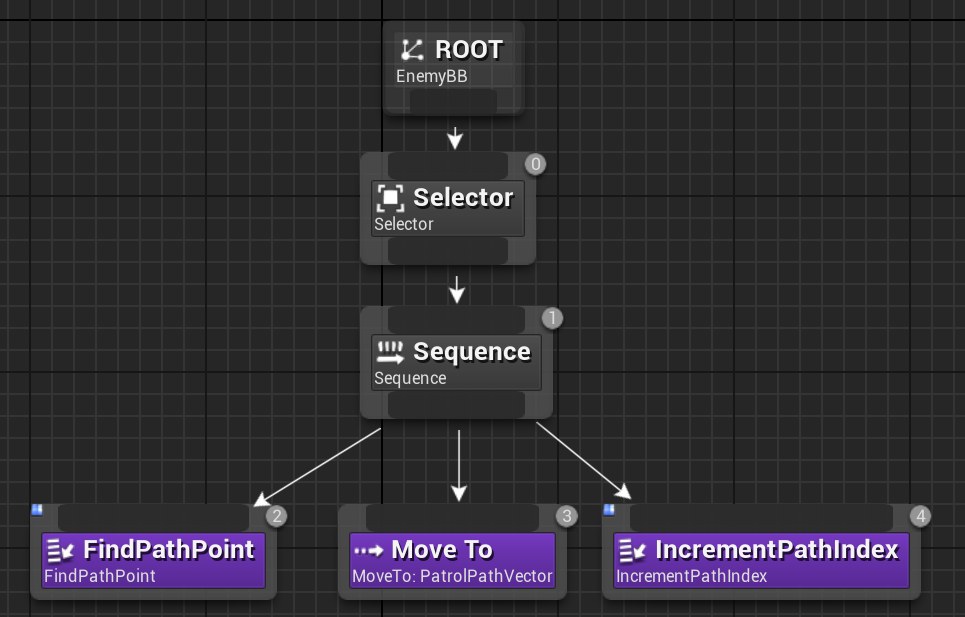 ROOT
EnemyBB
0
Selector
Selector
1
Sequence
Sequence
2
FindPathPoint
FindPathPoint
3
Move To
MoveTo: PatrolPathVector
4
IncrementPathIndex
IncrementPathIndex